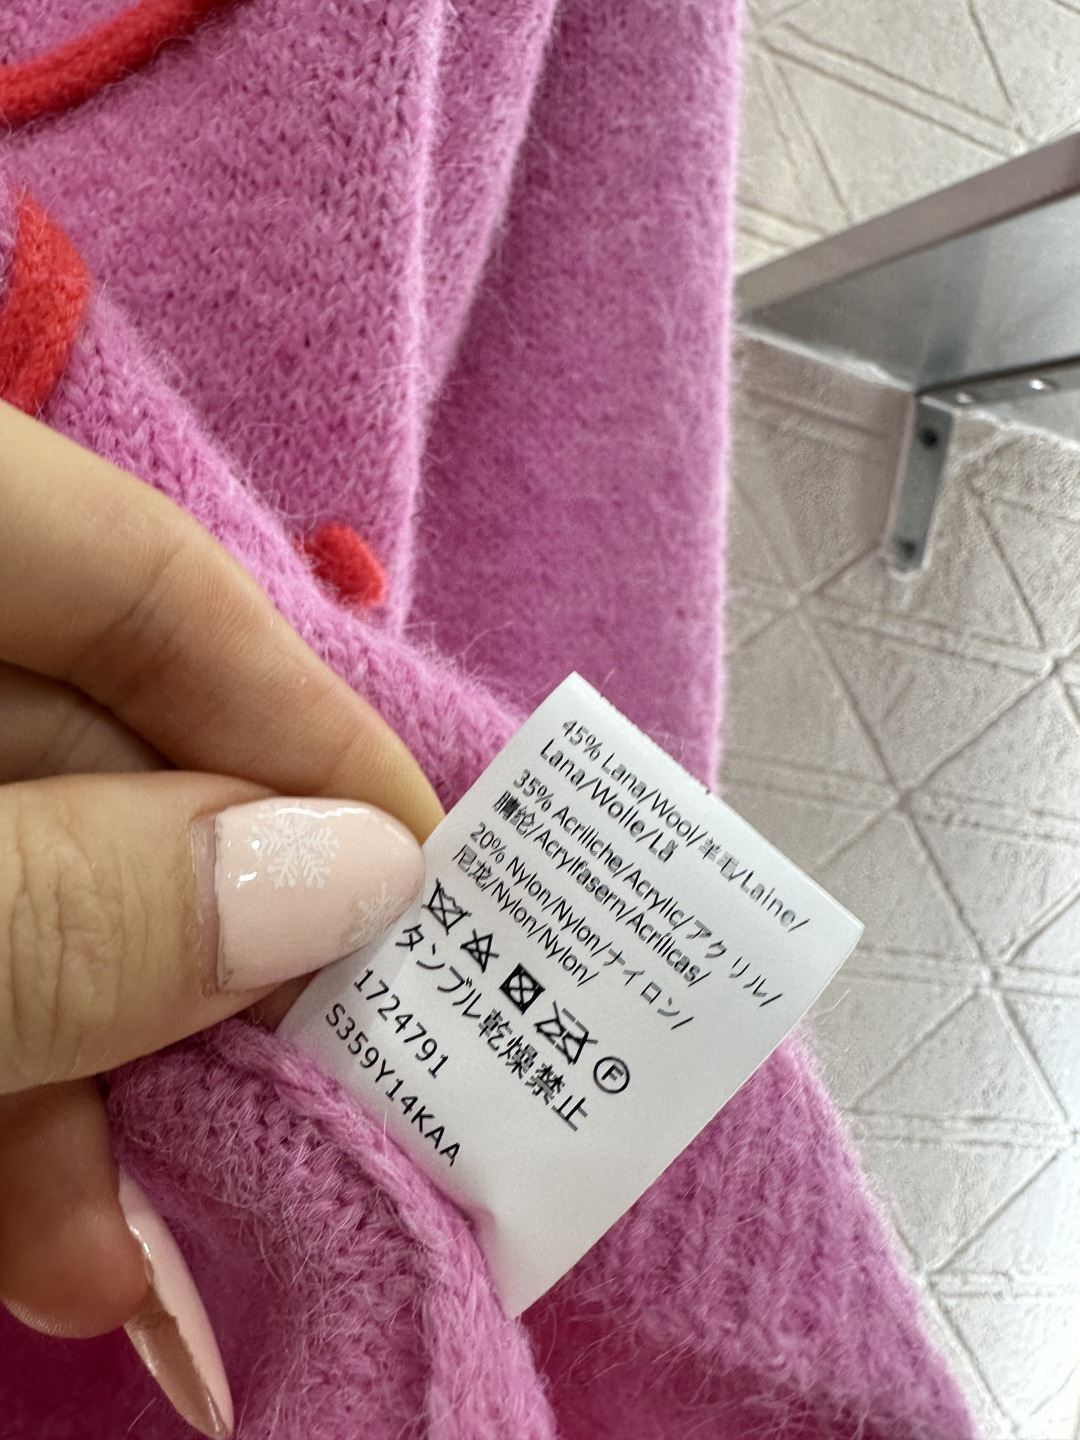 45% Lana/Wool/羊毛/Laine/
Lana/Wolle/Lã
35% Acriliche/Acrylic/アクリル/
腈纶/Acrylfasern/Acrílicas/
20% Nylon/Nylon/ナイロン/
尼龙/Nylon/Nylon/
F
タンブル乾燥禁止
1724791
S359Y14KAA